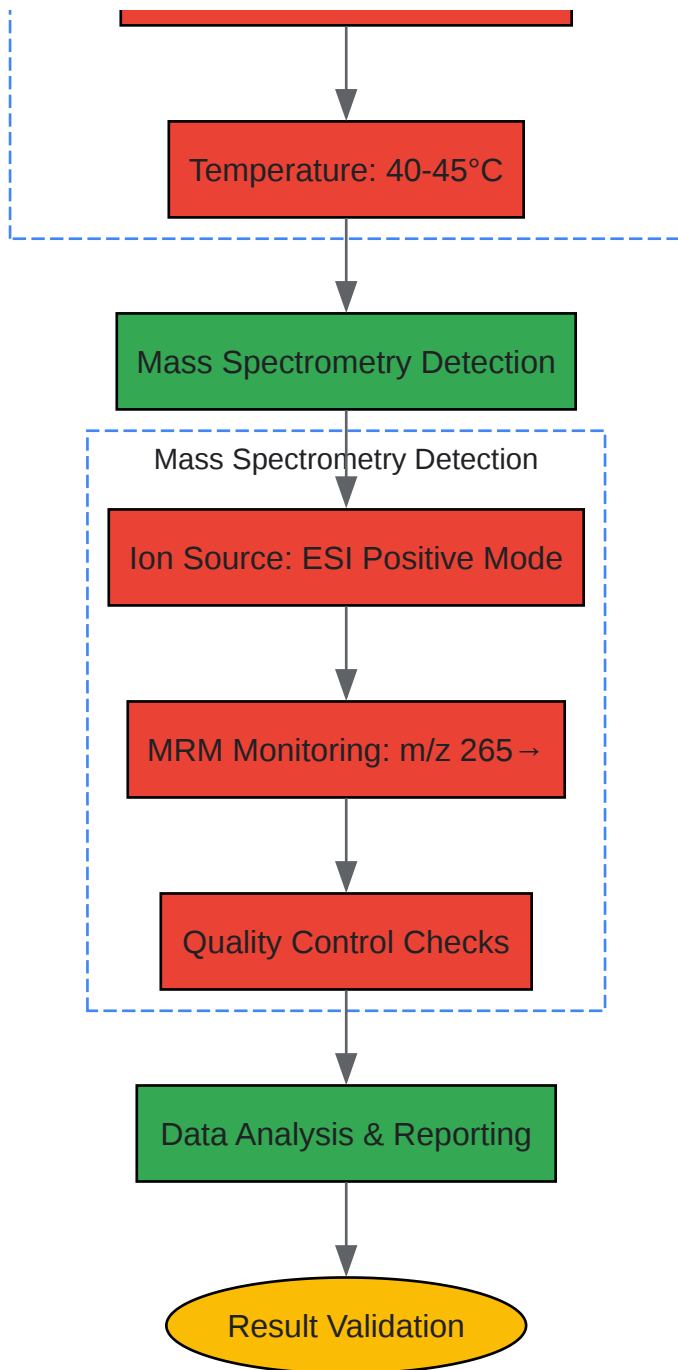 Temperature: 40-45°C
Mass Spectrometry Detection
Mass Spectrometry Detection
Ion Source: ESI Positive Mode
MRM Monitoring: m/z 265→
Quality Control Checks
Data Analysis & Reporting
Result Validation